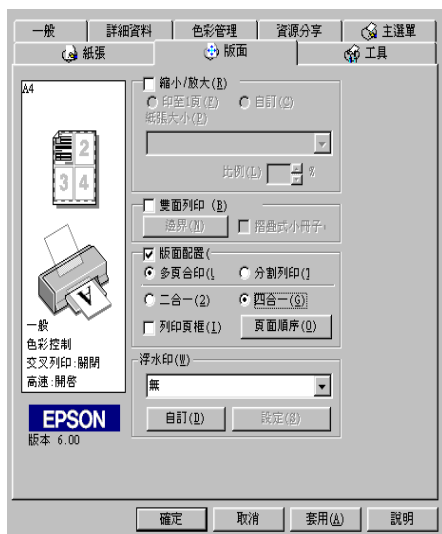 一般 詳細資料 色彩管理 資源分享 主選單
紙張 版面 工具
A4
2
3 4
一般
色彩控制
交叉列印:關閉
高速:開啓
EPSON
版本 6.00
縮小/放大(R)
印至1頁(F) 自訂(C)
紙張大小(P)
比例(L) %
雙面列印 (B)
邊界(N) 摺疊式小冊子
版面配置(
多頁合印( 分割列印(
二合一(2) 四合一(G)
列印頁框(I) 頁面順序(O)
浮水印(W)
無
自訂(D) 設定(S)
確定 取消 套用(A) 說明